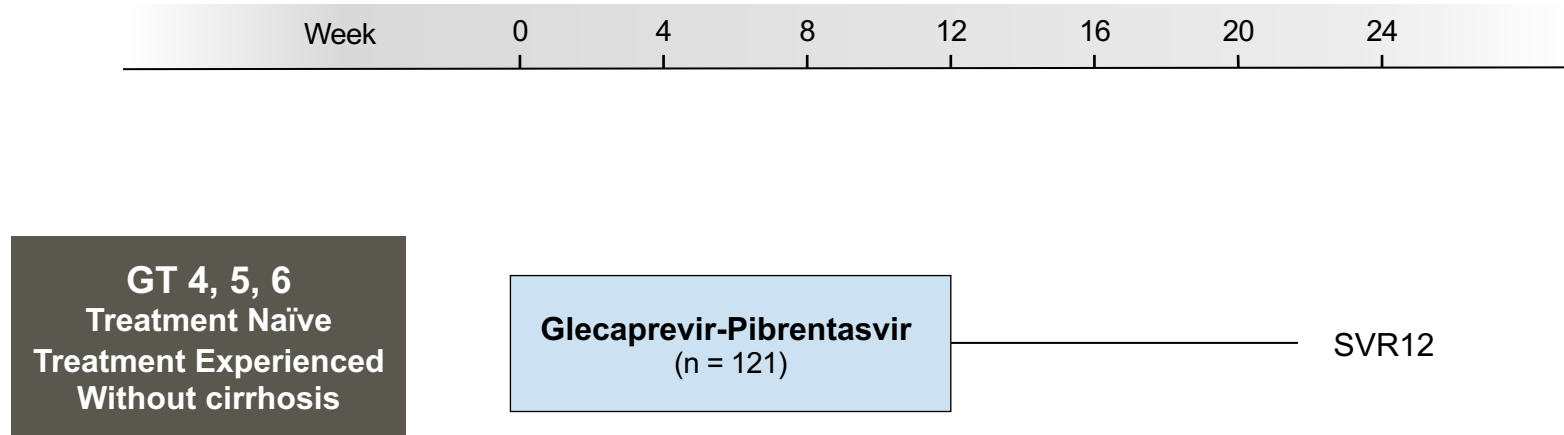 Week 0 4 8 12 16 20 24
GT 4, 5, 6
Treatment Naïve
Treatment Experienced
Without cirrhosis
Glecaprevir-Pibrentasvir
(n = 121)
SVR12